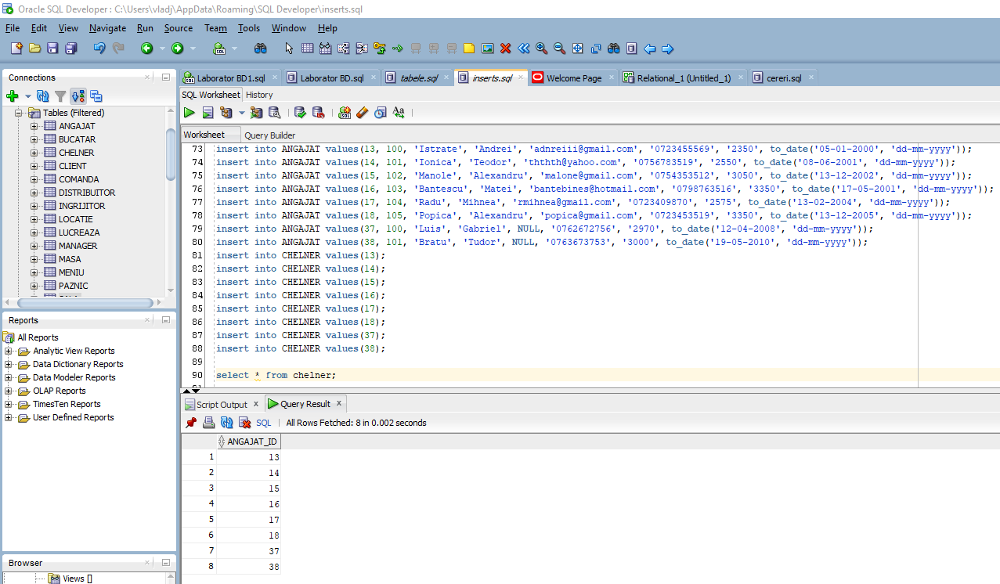 Oracle SQL Developer : C:\Users\vladj\AppData\Roaming\SQL Developer\inserts.sql
File Edit View Navigate Run Source Team Tools Window Help
Connections
Tables (Filtered)
ANGAJAT
BUCATAR
CHELNER
CLIENT
COMANDA
DISTRIBUITOR
INGRIJITOR
LOCATIE
LUCREAZA
MANAGER
MASA
MENIU
PAZNIC
Reports
All Reports
Analytic View Reports
Data Dictionary Reports
Data Modeler Reports
OLAP Reports
TimesTen Reports
User Defined Reports
Browser
Views []
Laborator BD1.sql Laborator BD.sql tabele.sql inserts.sql Welcome Page Relational_1 (Untitled_1) cereri.sql
SQL Worksheet History
Worksheet Query Builder
73 insert into ANGAJAT values(13, 100, 'Istrate', 'Andrei', 'adnreiii@gmail.com', '0723455569', '2350', to_date('05-01-2000', 'dd-mm-yyyy'));
74 insert into ANGAJAT values(14, 101, 'Ionica', 'Teodor', 'ththth@yahoo.com', '0756783519', '2550', to_date('08-06-2001', 'dd-mm-yyyy'));
75 insert into ANGAJAT values(15, 102, 'Manole', 'Alexandru', 'malone@gmail.com', '0754353512', '3050', to_date('13-12-2002', 'dd-mm-yyyy'));
76 insert into ANGAJAT values(16, 103, 'Bantescu', 'Matei', 'bantebines@hotmail.com', '0798763516', '3350', to_date('17-05-2001', 'dd-mm-yyyy'));
77 insert into ANGAJAT values(17, 104, 'Radu', 'Mihnea', 'rmihnea@gmail.com', '0723409870', '2575', to_date('13-02-2004', 'dd-mm-yyyy'));
78 insert into ANGAJAT values(18, 105, 'Popica', 'Alexandru', 'popica@gmail.com', '0723453519', '3350', to_date('13-12-2005', 'dd-mm-yyyy'));
79 insert into ANGAJAT values(37, 100, 'Luis', 'Gabriel', NULL, '0762672756', '2970', to_date('12-04-2008', 'dd-mm-yyyy'));
80 insert into ANGAJAT values(38, 101, 'Bratu', 'Tudor', NULL, '0763673753', '3000', to_date('19-05-2010', 'dd-mm-yyyy'));
81 insert into CHELNER values(13);
82 insert into CHELNER values(14);
83 insert into CHELNER values(15);
84 insert into CHELNER values(16);
85 insert into CHELNER values(17);
86 insert into CHELNER values(18);
87 insert into CHELNER values(37);
88 insert into CHELNER values(38);
89
90 select * from chelner;
Script Output x Query Result x
SQL | All Rows Fetched: 8 in 0.002 seconds
ANGAJAT_ID
1 13
2 14
3 15
4 16
5 17
6 18
7 37
8 38